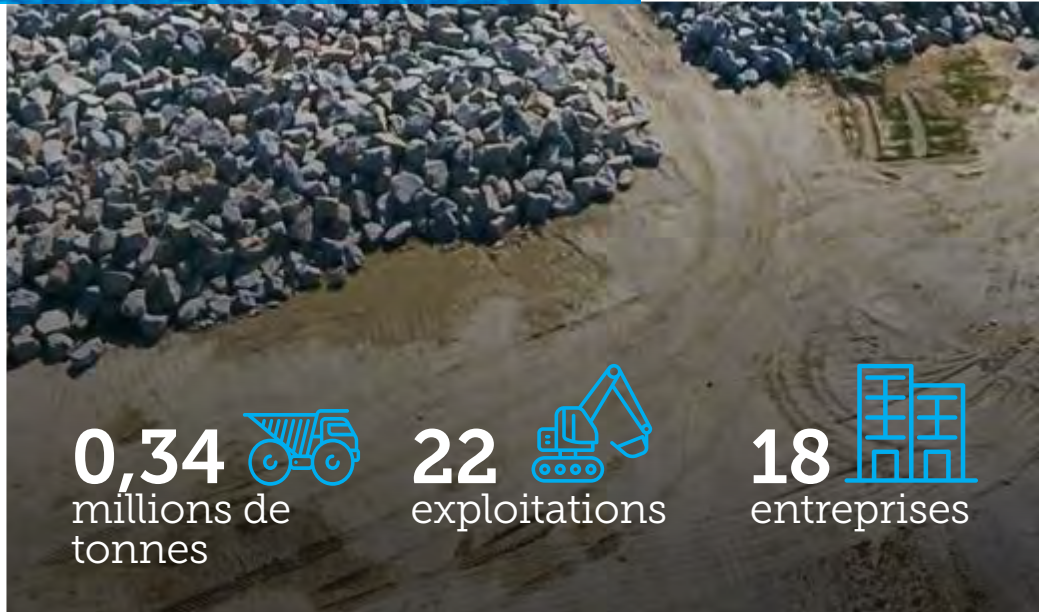 0,34
millions de
tonnes
22
exploitations
18
entreprises